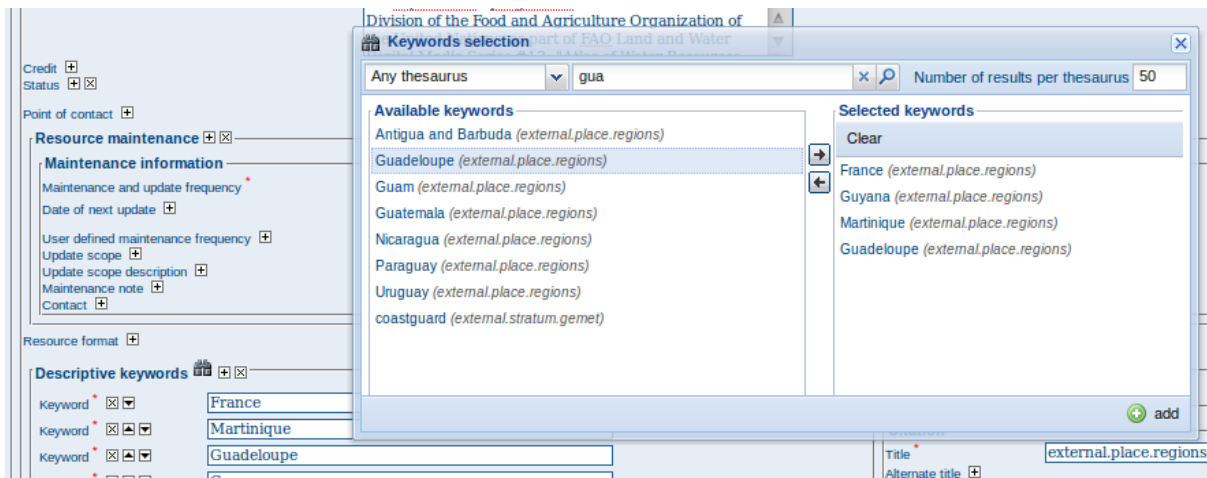 Division of the Food and Agriculture Organization of
Keywords selection
part of FAO Land and Water
Any thesaurus
gua
Number of results per thesaurus 50
Available keywords
Antigua and Barbuda (external.place.regions)
Guadeloupe (external.place.regions)
Guam (external.place.regions)
Guatemala (external.place.regions)
Nicaragua (external.place.regions)
Paraguay (external.place.regions)
Uruguay (external.place.regions)
coastguard (external.stratum.gemet)
Selected keywords
Clear
France (external.place.regions)
Guyana (external.place.regions)
Martinique (external.place.regions)
Guadeloupe (external.place.regions)
add
Credit
Status
Point of contact
Resource maintenance
Maintenance information
Maintenance and update frequency *
Date of next update
User defined maintenance frequency
Update scope
Update scope description
Maintenance note
Contact
Resource format
Descriptive keywords
Keyword * France
Keyword * Martinique
Keyword * Guadeloupe
Title * external.place.regions
Alternate title